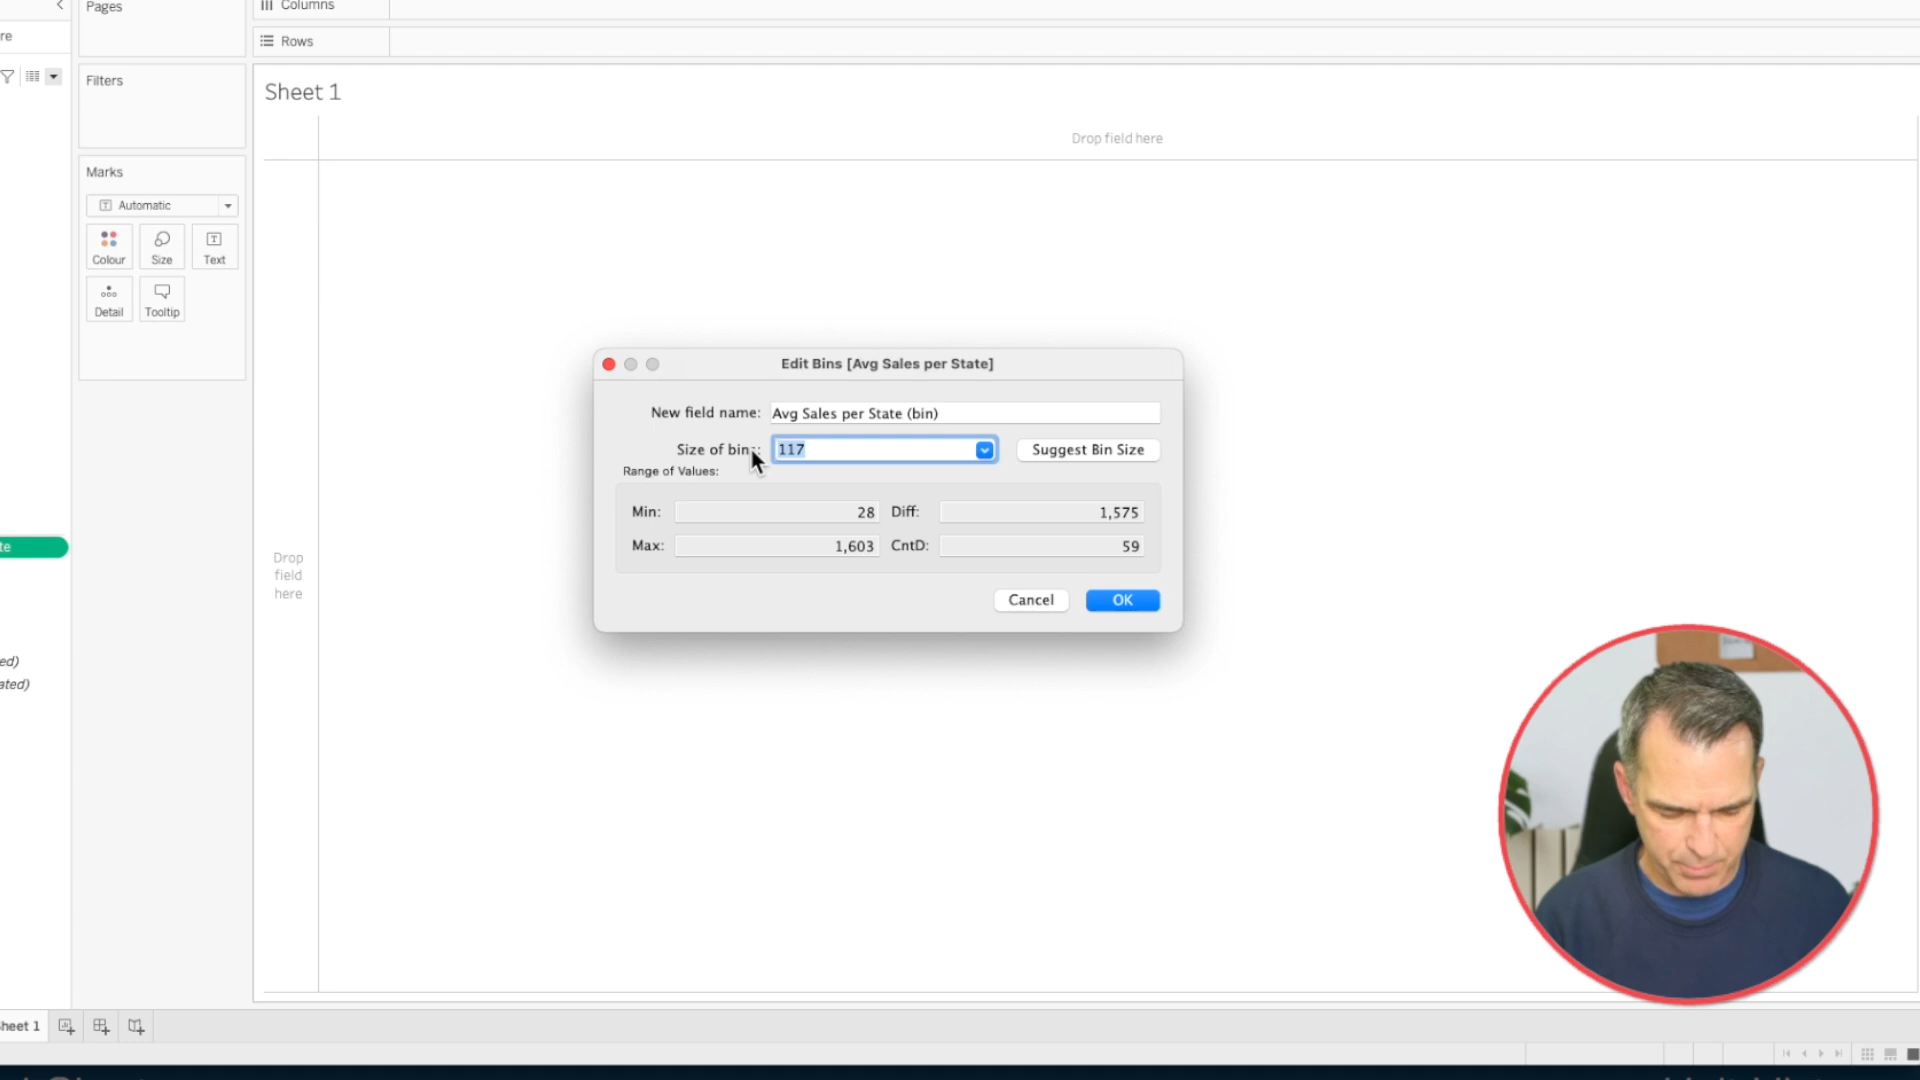 Pages
Columns
re
Rows
Filters
Sheet 1
Drop field here
Marks
Automatic
Colour
Size
Text
Detail
Tooltip
Edit Bins [Avg Sales per State]
New field name: Avg Sales per State (bin)
Size of bins: 117
Suggest Bin Size
Range of Values:
Min: 28 Diff: 1,575
Max: 1,603 CntD: 59
Cancel
OK
te
Drop
field
here
ed)
ated)
heet 1